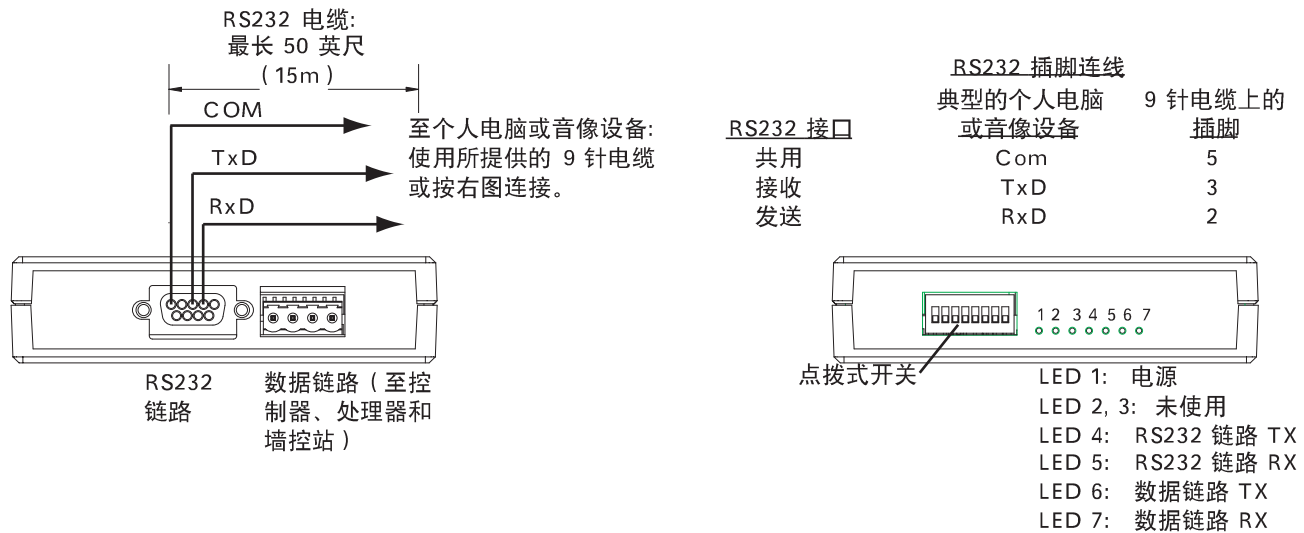 RS232 电缆:
最长 50 英尺
(15m)
COM
TxD
RxD
至个人电脑或音像设备:
使用所提供的 9 针电缆
或按右图连接。
RS232
链路
数据链路(至控
制器、处理器和
墙控站)
RS232 插脚连线
典型的个人电脑 9 针电缆上的
RS232 接口 或音像设备 插脚
共用 Com 5
接收 TxD 3
发送 RxD 2
1 2 3 4 5 6 7
点拨式开关
LED 1: 电源
LED 2, 3: 未使用
LED 4: RS232 链路 TX
LED 5: RS232 链路 RX
LED 6: 数据链路 TX
LED 7: 数据链路 RX